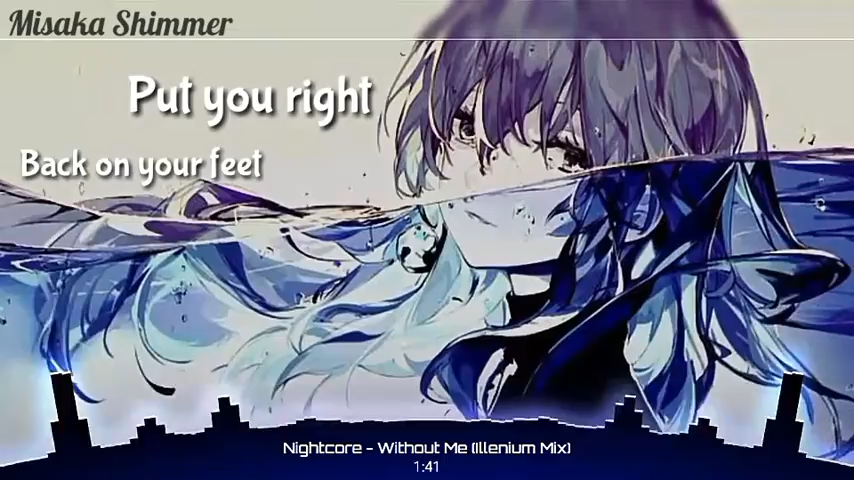 Misaka Shimmer
Put you right
Back on your feet
Nightcore - Without Me (Illenium Mix)
1:41